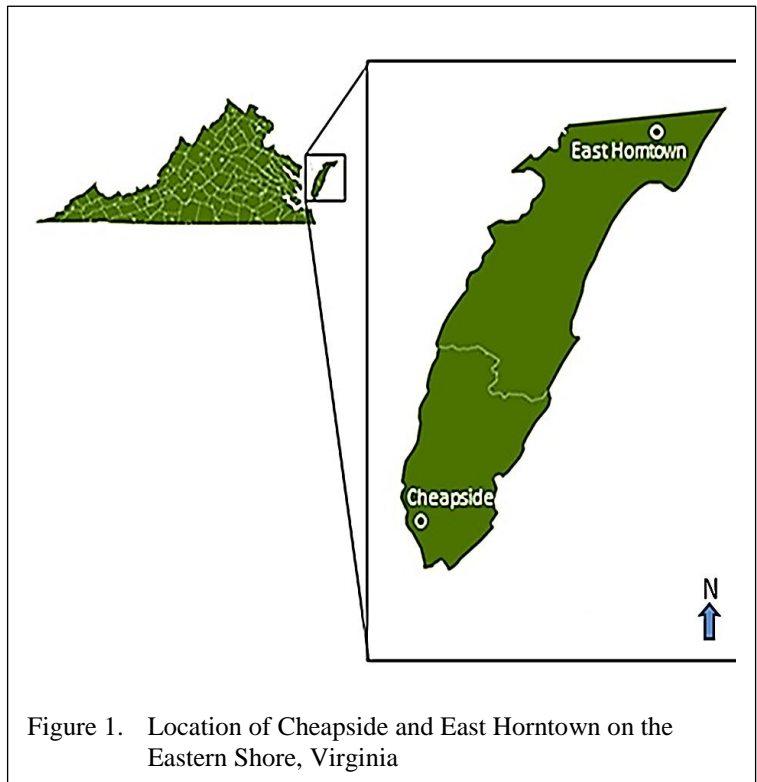 East Horntown
Cheapside
N
Figure 1. Location of Cheapside and East Horntown on the
Eastern Shore, Virginia